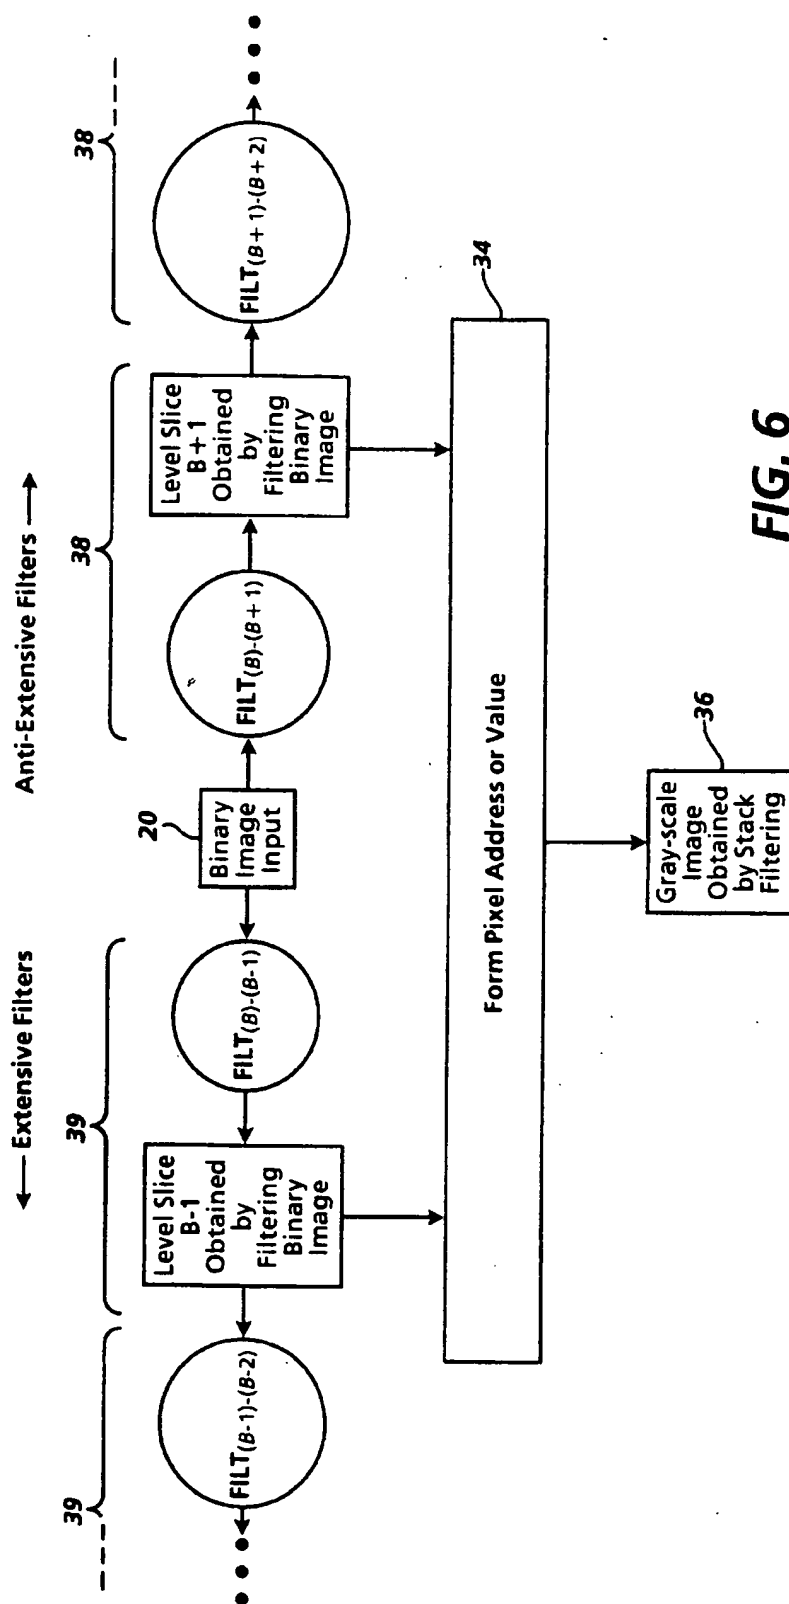 ← Extensive Filters
Anti-Extensive Filters →
39
39
38
38
FILT(B-1)-(B-2)
Level Slice
B-1
Obtained
by
Filtering
Binary
Image
FILT(B)-(B-1)
20
Binary
Image
Input
FILT(B)-(B+1)
Level Slice
B+1
Obtained
by
Filtering
Binary
Image
FILT(B+1)-(B+2)
34
Form Pixel Address or Value
36
Gray-scale
Image
Obtained
by Stack
Filtering
FIG. 6